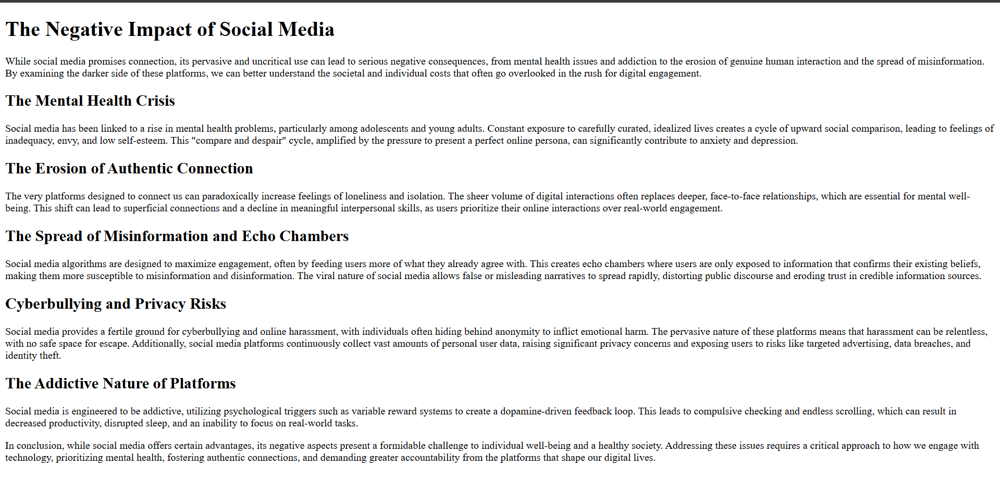 The Negative Impact of Social Media
While social media promises connection, its pervasive and uncritical use can lead to serious negative consequences, from mental health issues and addiction to the erosion of genuine human interaction and the spread of misinformation.
By examining the darker side of these platforms, we can better understand the societal and individual costs that often go overlooked in the rush for digital engagement.
The Mental Health Crisis
Social media has been linked to a rise in mental health problems, particularly among adolescents and young adults. Constant exposure to carefully curated, idealized lives creates a cycle of upward social comparison, leading to feelings of
inadequacy, envy, and low self-esteem. This "compare and despair" cycle, amplified by the pressure to present a perfect online persona, can significantly contribute to anxiety and depression.
The Erosion of Authentic Connection
The very platforms designed to connect us can paradoxically increase feelings of loneliness and isolation. The sheer volume of digital interactions often replaces deeper, face-to-face relationships, which are essential for mental well-
being. This shift can lead to superficial connections and a decline in meaningful interpersonal skills, as users prioritize their online interactions over real-world engagement.
The Spread of Misinformation and Echo Chambers
Social media algorithms are designed to maximize engagement, often by feeding users more of what they already agree with. This creates echo chambers where users are only exposed to information that confirms their existing beliefs,
making them more susceptible to misinformation and disinformation. The viral nature of social media allows false or misleading narratives to spread rapidly, distorting public discourse and eroding trust in credible information sources.
Cyberbullying and Privacy Risks
Social media provides a fertile ground for cyberbullying and online harassment, with individuals often hiding behind anonymity to inflict emotional harm. The pervasive nature of these platforms means that harassment can be relentless,
with no safe space for escape. Additionally, social media platforms continuously collect vast amounts of personal user data, raising significant privacy concerns and exposing users to risks like targeted advertising, data breaches, and
identity theft.
The Addictive Nature of Platforms
Social media is engineered to be addictive, utilizing psychological triggers such as variable reward systems to create a dopamine-driven feedback loop. This leads to compulsive checking and endless scrolling, which can result in
decreased productivity, disrupted sleep, and an inability to focus on real-world tasks.
In conclusion, while social media offers certain advantages, its negative aspects present a formidable challenge to individual well-being and a healthy society. Addressing these issues requires a critical approach to how we engage with
technology, prioritizing mental health, fostering authentic connections, and demanding greater accountability from the platforms that shape our digital lives.